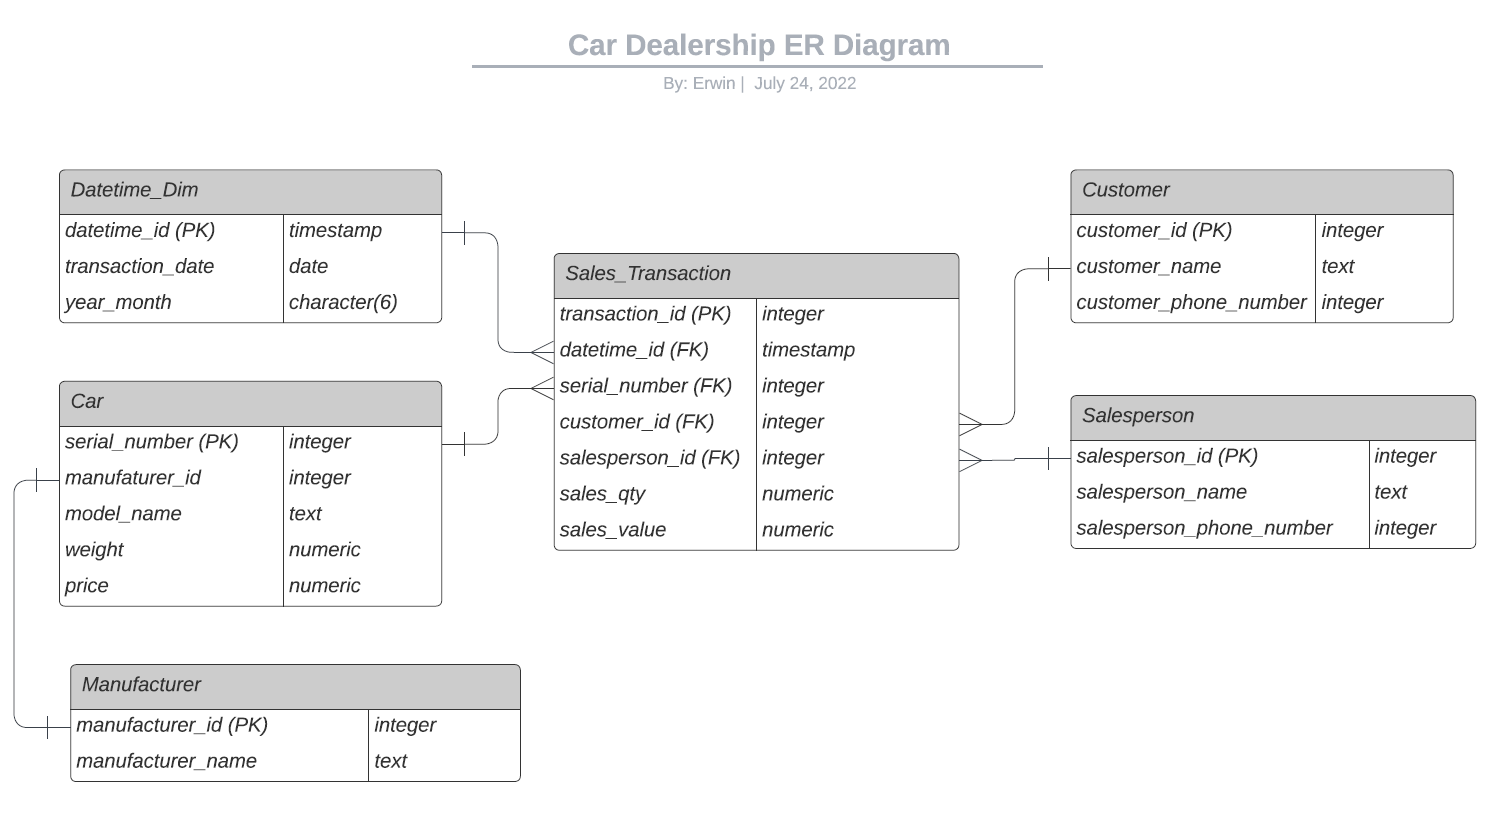 Car Dealership ER Diagram
By: Erwin | July 24, 2022
Datetime_Dim
datetime_id (PK) timestamp
transaction_date date
year_month character(6)
Car
serial_number (PK) integer
manufaturer_id integer
model_name text
weight numeric
price numeric
Manufacturer
manufacturer_id (PK) integer
manufacturer_name text
Sales_Transaction
transaction_id (PK) integer
datetime_id (FK) timestamp
serial_number (FK) integer
customer_id (FK) integer
salesperson_id (FK) integer
sales_qty numeric
sales_value numeric
Customer
customer_id (PK) integer
customer_name text
customer_phone_number integer
Salesperson
salesperson_id (PK) integer
salesperson_name text
salesperson_phone_number integer